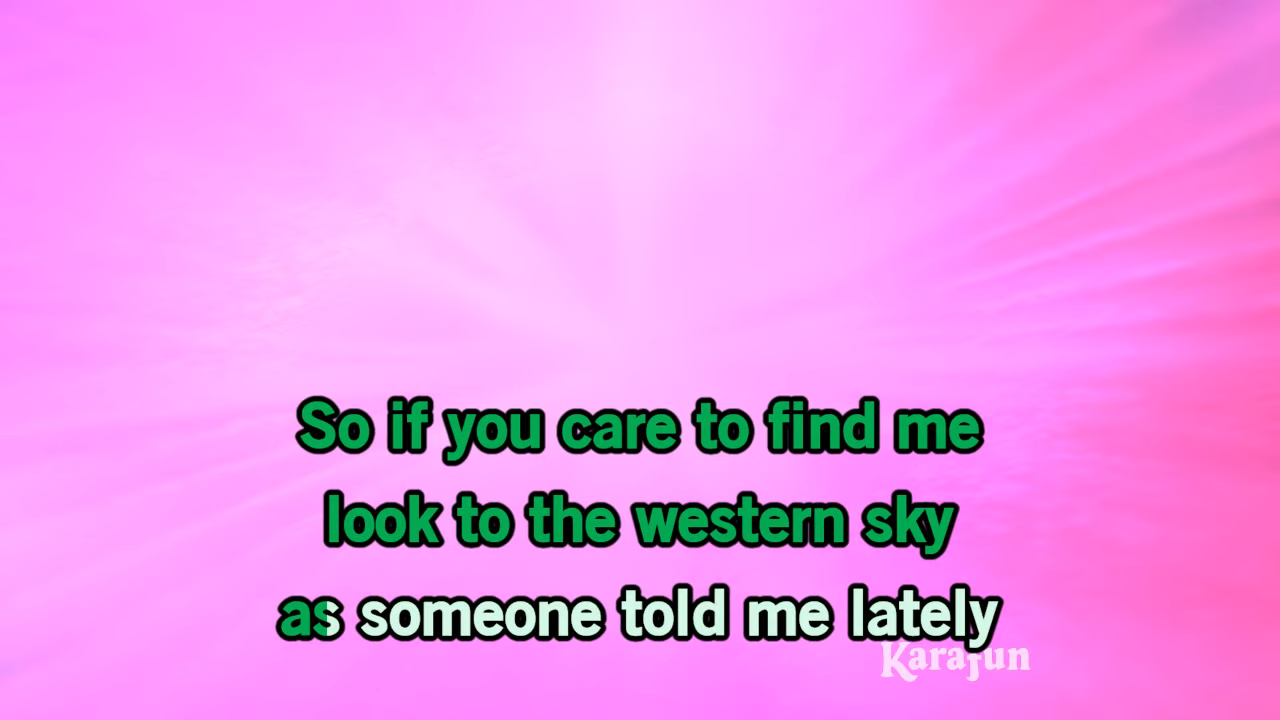 So if you care to find me
look to the western sky
as someone told me lately
Karafun